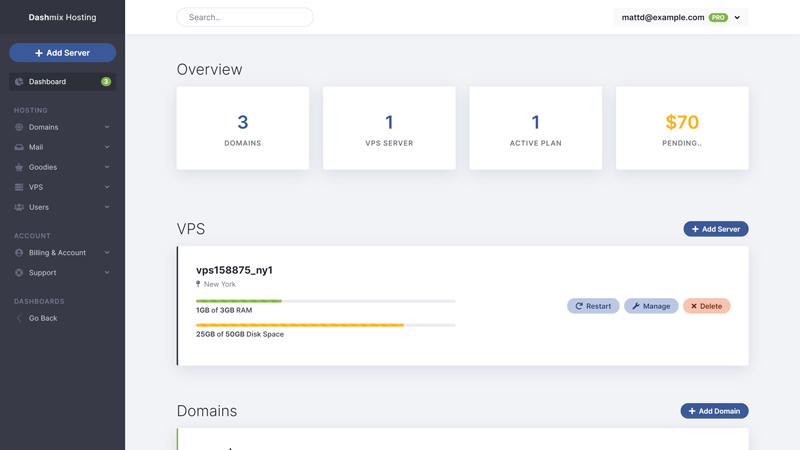 Dashmix Hosting
Search..
mattd@example.com PRO
Add Server
Dashboard 3
HOSTING
Domains
Mail
Goodies
VPS
Users
ACCOUNT
Billing & Account
Support
DASHBOARDS
Go Back
Overview
3
DOMAINS
1
VPS SERVER
1
ACTIVE PLAN
$70
PENDING..
VPS
Add Server
vps158875_ny1
New York
1GB of 3GB RAM
25GB of 50GB Disk Space
Restart
Manage
Delete
Domains
Add Domain